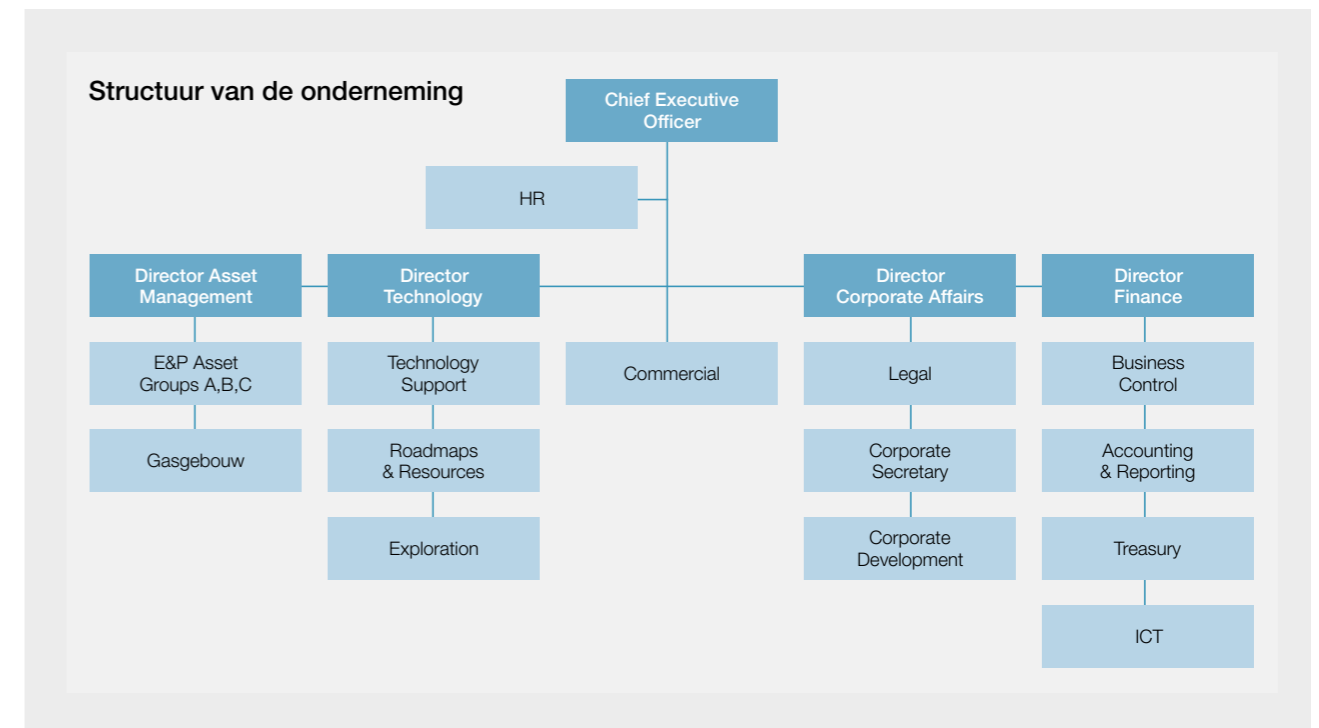 Structuur van de onderneming
Chief Executive
Officer
HR
Director Asset
Management
Director
Technology
Director
Corporate Affairs
Director
Finance
E&P Asset
Groups A,B,C
Technology
Support
Commercial
Legal
Business
Control
Gasgebouw
Roadmaps
& Resources
Corporate
Secretary
Accounting
& Reporting
Exploration
Corporate
Development
Treasury
ICT